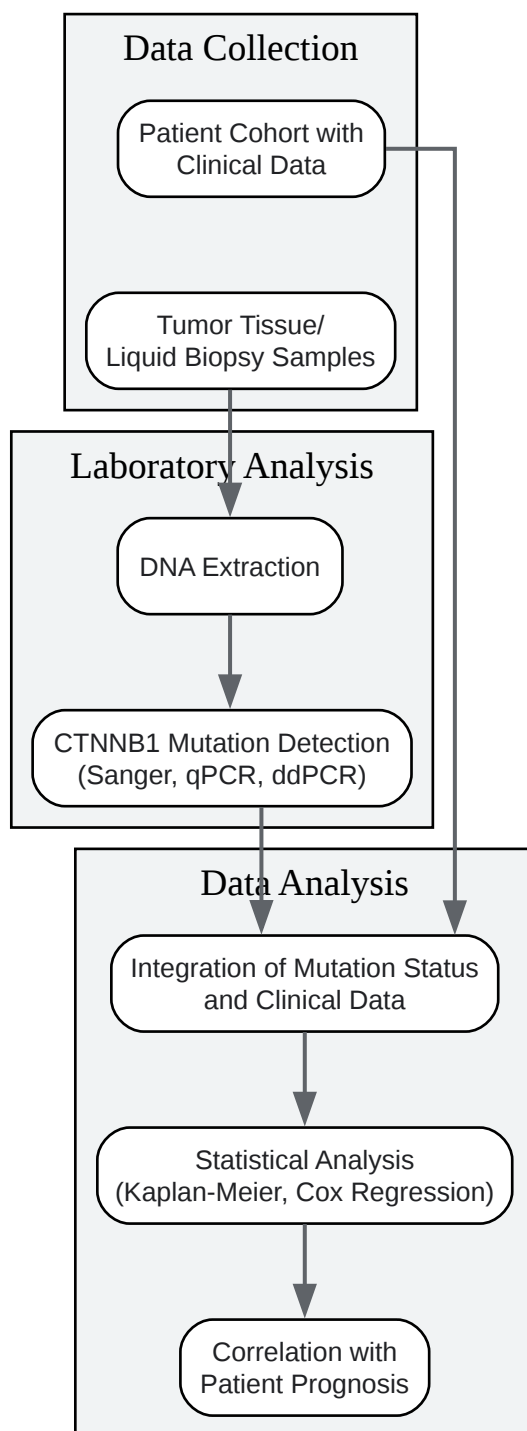 Data Collection
Patient Cohort with
Clinical Data
Tumor Tissue/
Liquid Biopsy Samples
Laboratory Analysis
DNA Extraction
CTNNB1 Mutation Detection
(Sanger, qPCR, ddPCR)
Data Analysis
Integration of Mutation Status
and Clinical Data
Statistical Analysis
(Kaplan-Meier, Cox Regression)
Correlation with
Patient Prognosis